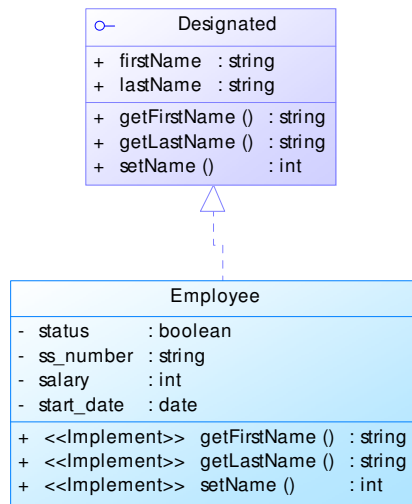 Designated
+ firstName : string
+ lastName : string
+ getFirstName () : string
+ getLastName () : string
+ setName () : int
Employee
- status : boolean
- ss_number : string
- salary : int
- start_date : date
+ <<Implement>> getFirstName () : string
+ <<Implement>> getLastName () : string
+ <<Implement>> setName () : int